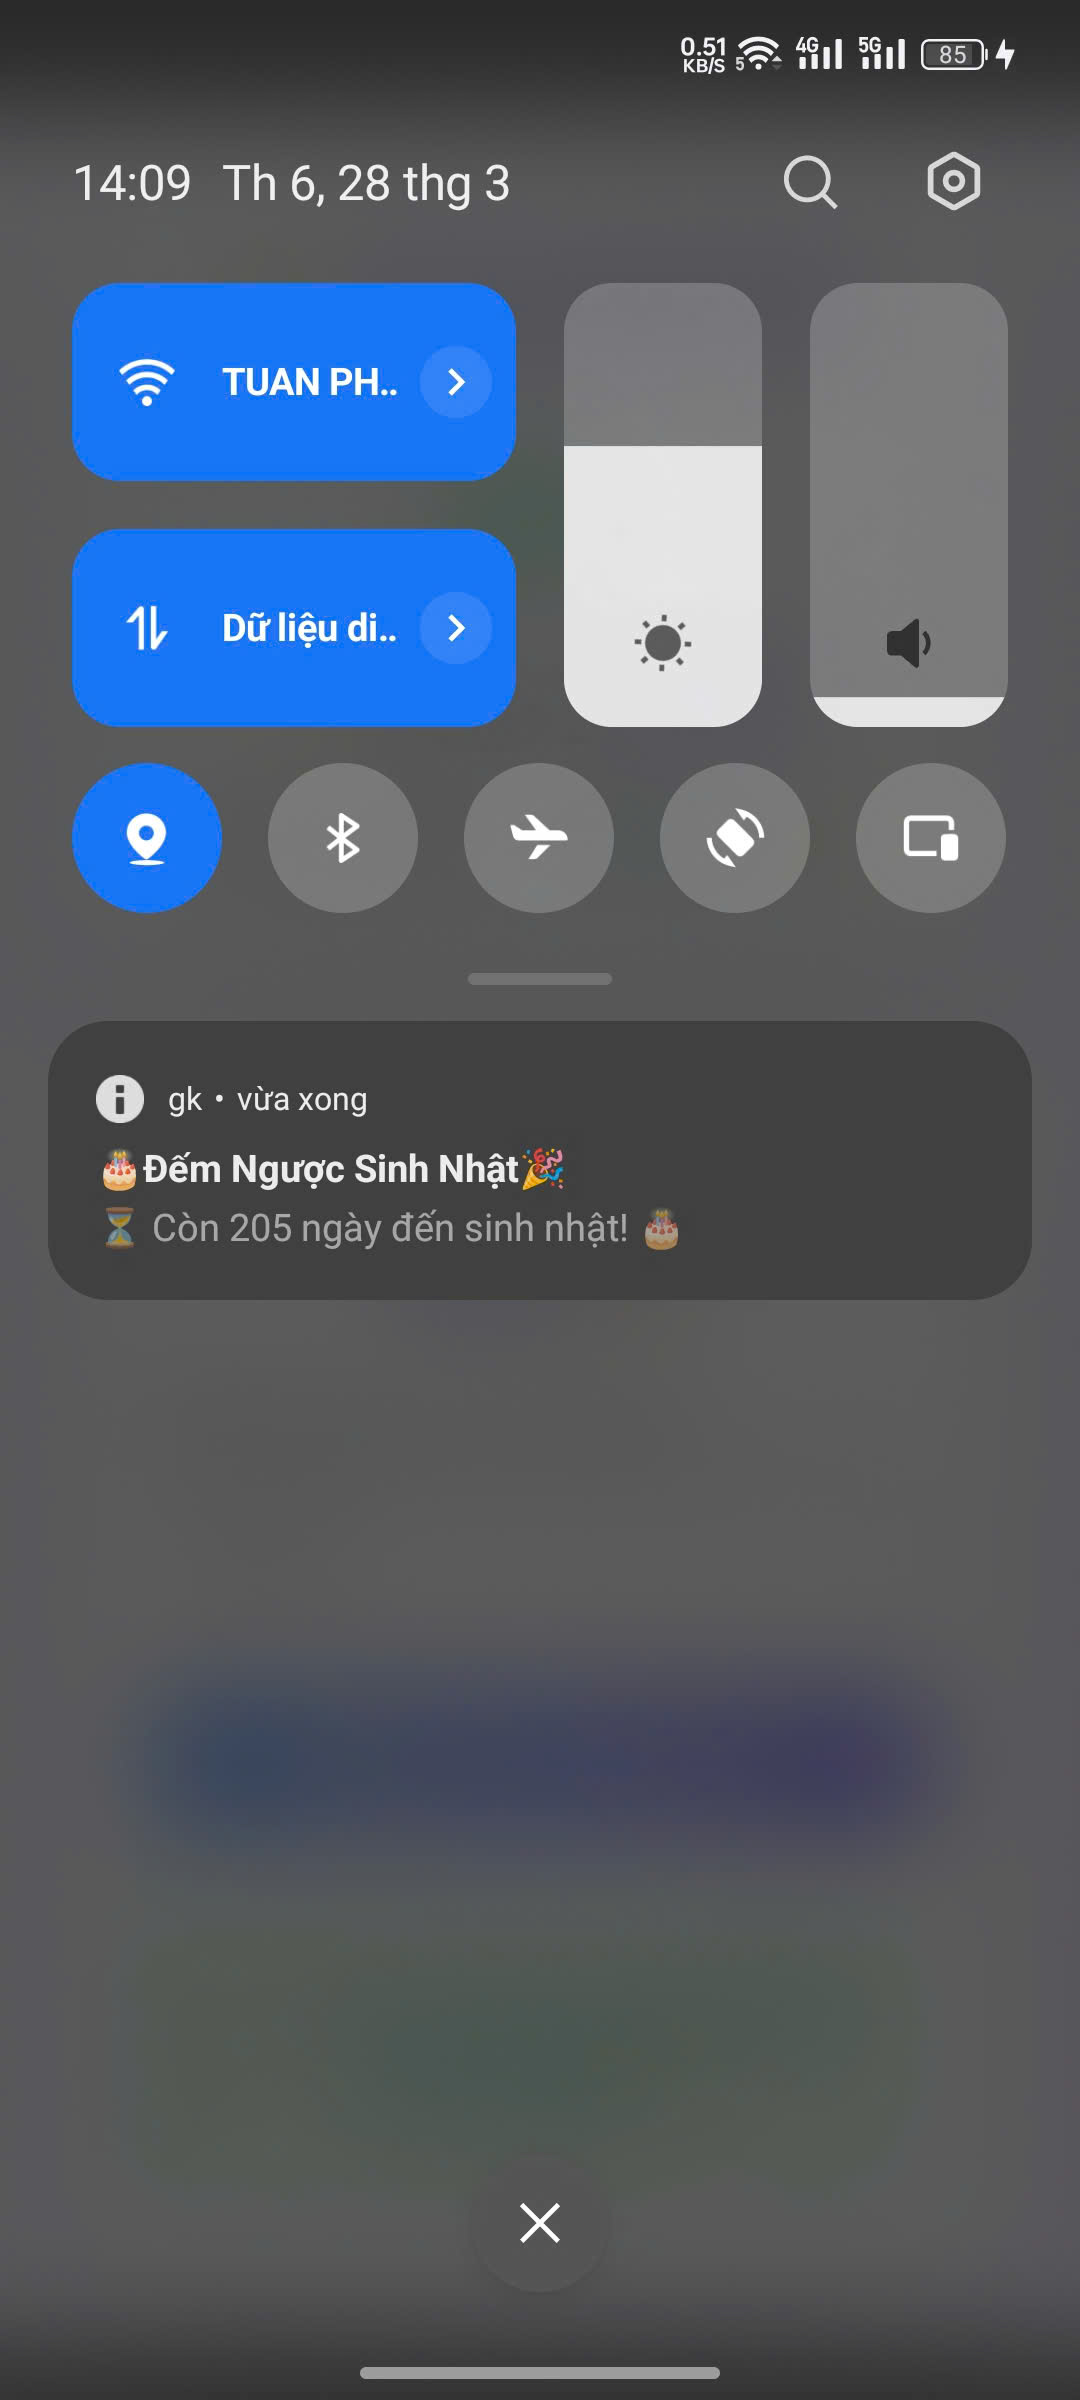 0.51
KB/S
5
4G
5G
85
14:09 Th 6, 28 thg 3
TUAN PH..
Dữ liệu di..
gk • vừa xong
🎂Đếm Ngược Sinh Nhật🎉
⏳ Còn 205 ngày đến sinh nhật! 🎂